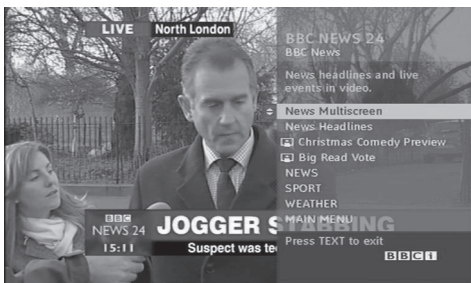 LIVE North London
BBC NEWS 24
BBC News
News headlines and live
events in video.
News Multiscreen
News Headlines
Christmas Comedy Preview
Big Read Vote
NEWS
SPORT
WEATHER
MAIN MENU
Press TEXT to exit
BBCi
BBC
NEWS 24
15:11
JOGGER STABBING
Suspect was